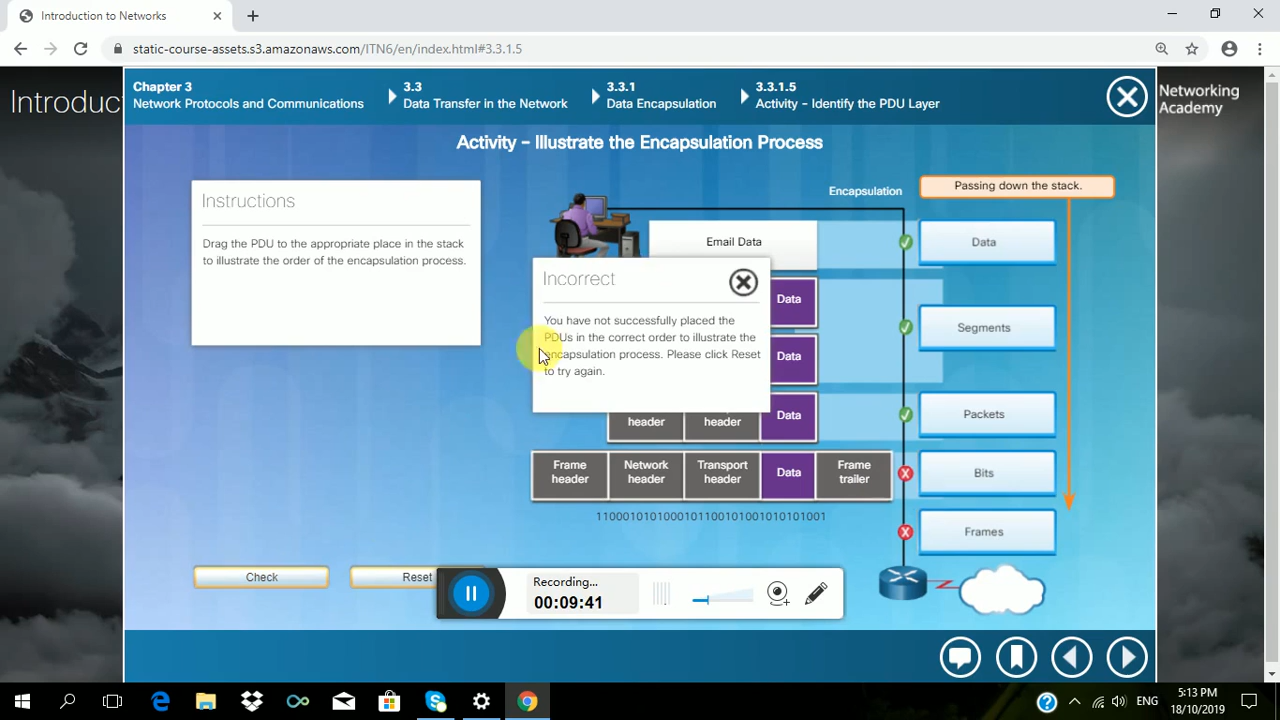 Introduction to Networks
static-course-assets.s3.amazonaws.com/ITN6/en/index.html#3.3.1.5
Introduc
Networking
Academy
Chapter 3
Network Protocols and Communications
3.3
Data Transfer in the Network
3.3.1
Data Encapsulation
3.3.1.5
Activity - Identify the PDU Layer
Activity - Illustrate the Encapsulation Process
Instructions
Drag the PDU to the appropriate place in the stack
to illustrate the order of the encapsulation process.
Encapsulation
Passing down the stack.
Email Data
Data
Incorrect
You have not successfully placed the
PDUs in the correct order to illustrate the
encapsulation process. Please click Reset
to try again.
Data
Segments
Data
header
header
Data
Packets
Frame
header
Network
header
Transport
header
Data
Frame
trailer
Bits
1100010101000101100101001010101001
Frames
Check
Reset
Recording...
00:09:41
ENG
5:13 PM
18/10/2019